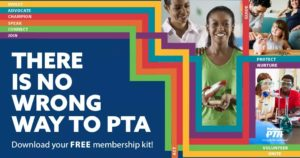 INVEST
ADVOCATE
CHAMPION
SPEAK
CONNECT
JOIN
THERE
IS NO
WRONG
WAY TO PTA
Download your FREE membership kit!
PROTECT
NURTURE
PTA
VOLUNTEER
UNITE